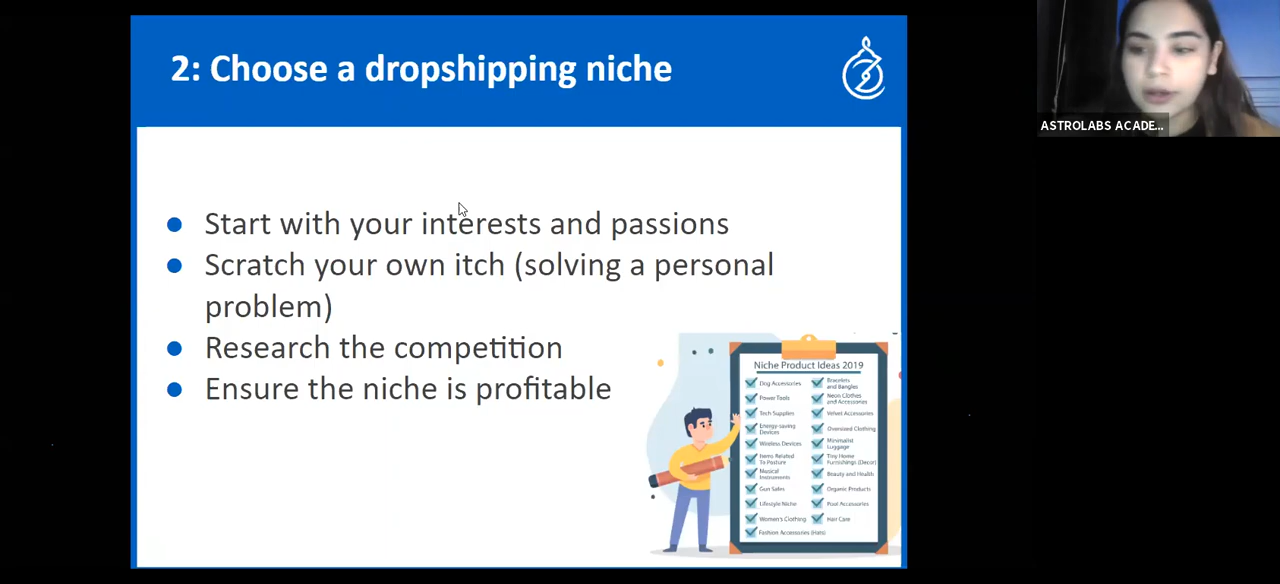 2: Choose a dropshipping niche
ASTROLABS ACADE...
● Start with your interests and passions
● Scratch your own itch (solving a personal
problem)
● Research the competition
● Ensure the niche is profitable
Niche Product Ideas 2019
Dog Accessories
Power Tools
Tech Supplies
Energy-saving
Devices
Wireless Devices
Items Related
To Posture
Musical
Instruments
Gun Safes
Lifestyle Niche
Women's Clothing
Fashion Accessories (Hats)
Bracelets
and Bangles
Neon Clothes
and Accessories
Velvet Accessories
Oversized Clothing
Minimalist
Luggage
Tiny Home
Furnishings (Decor)
Beauty and Health
Organic Products
Pool Accessories
Hair Care